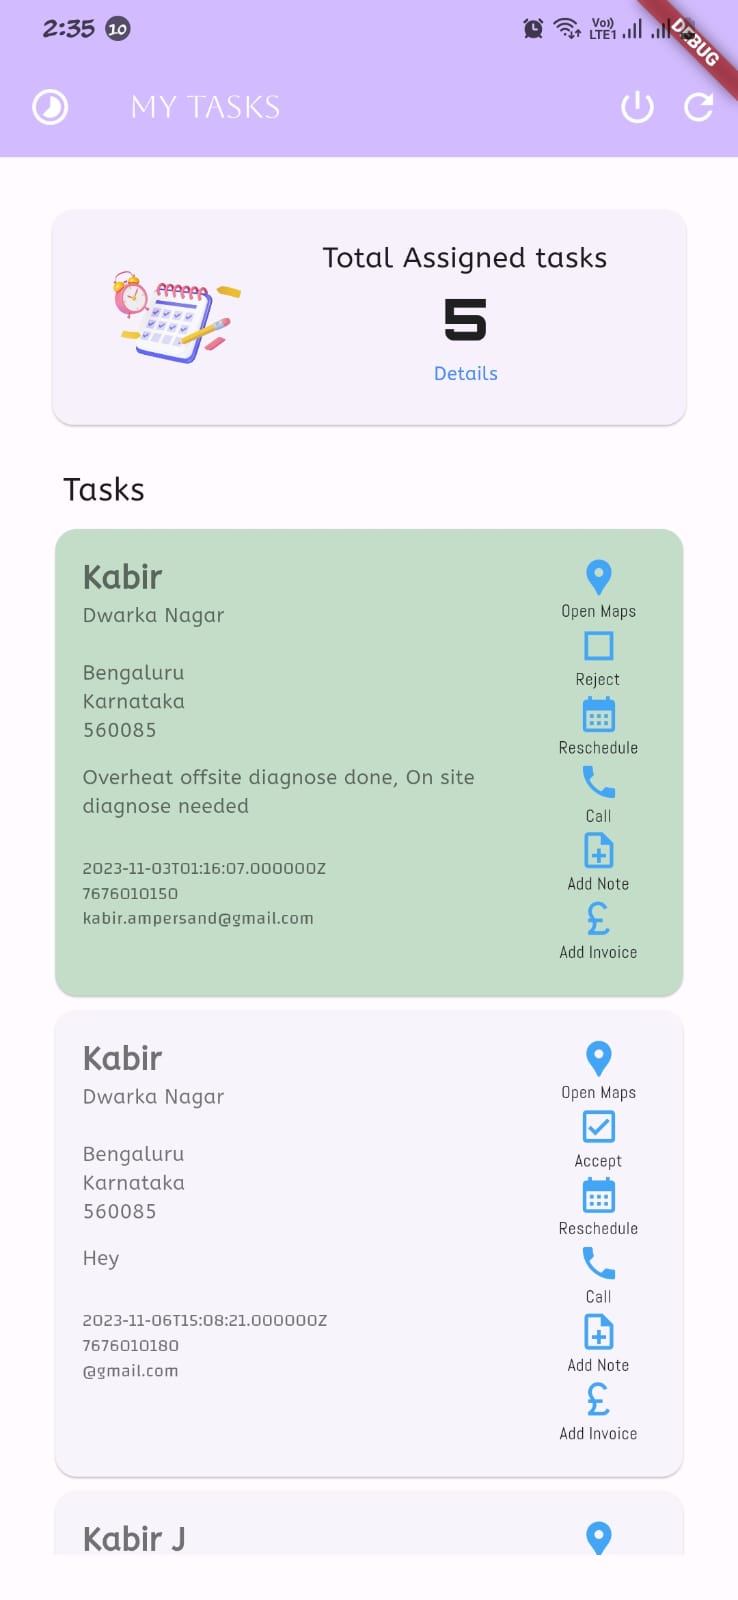 2:35 10
Vo)) LTE1
DEBUG
MY TASKS
Total Assigned tasks
5
Details
Tasks
Kabir
Dwarka Nagar
Bengaluru
Karnataka
560085
Overheat offsite diagnose done, On site
diagnose needed
2023-11-03T01:16:07.000000Z
7676010150
kabir.ampersand@gmail.com
Open Maps
Reject
Reschedule
Call
Add Note
£
Add Invoice
Kabir
Dwarka Nagar
Bengaluru
Karnataka
560085
Hey
2023-11-06T15:08:21.000000Z
7676010180
@gmail.com
Open Maps
Accept
Reschedule
Call
Add Note
£
Add Invoice
Kabir J